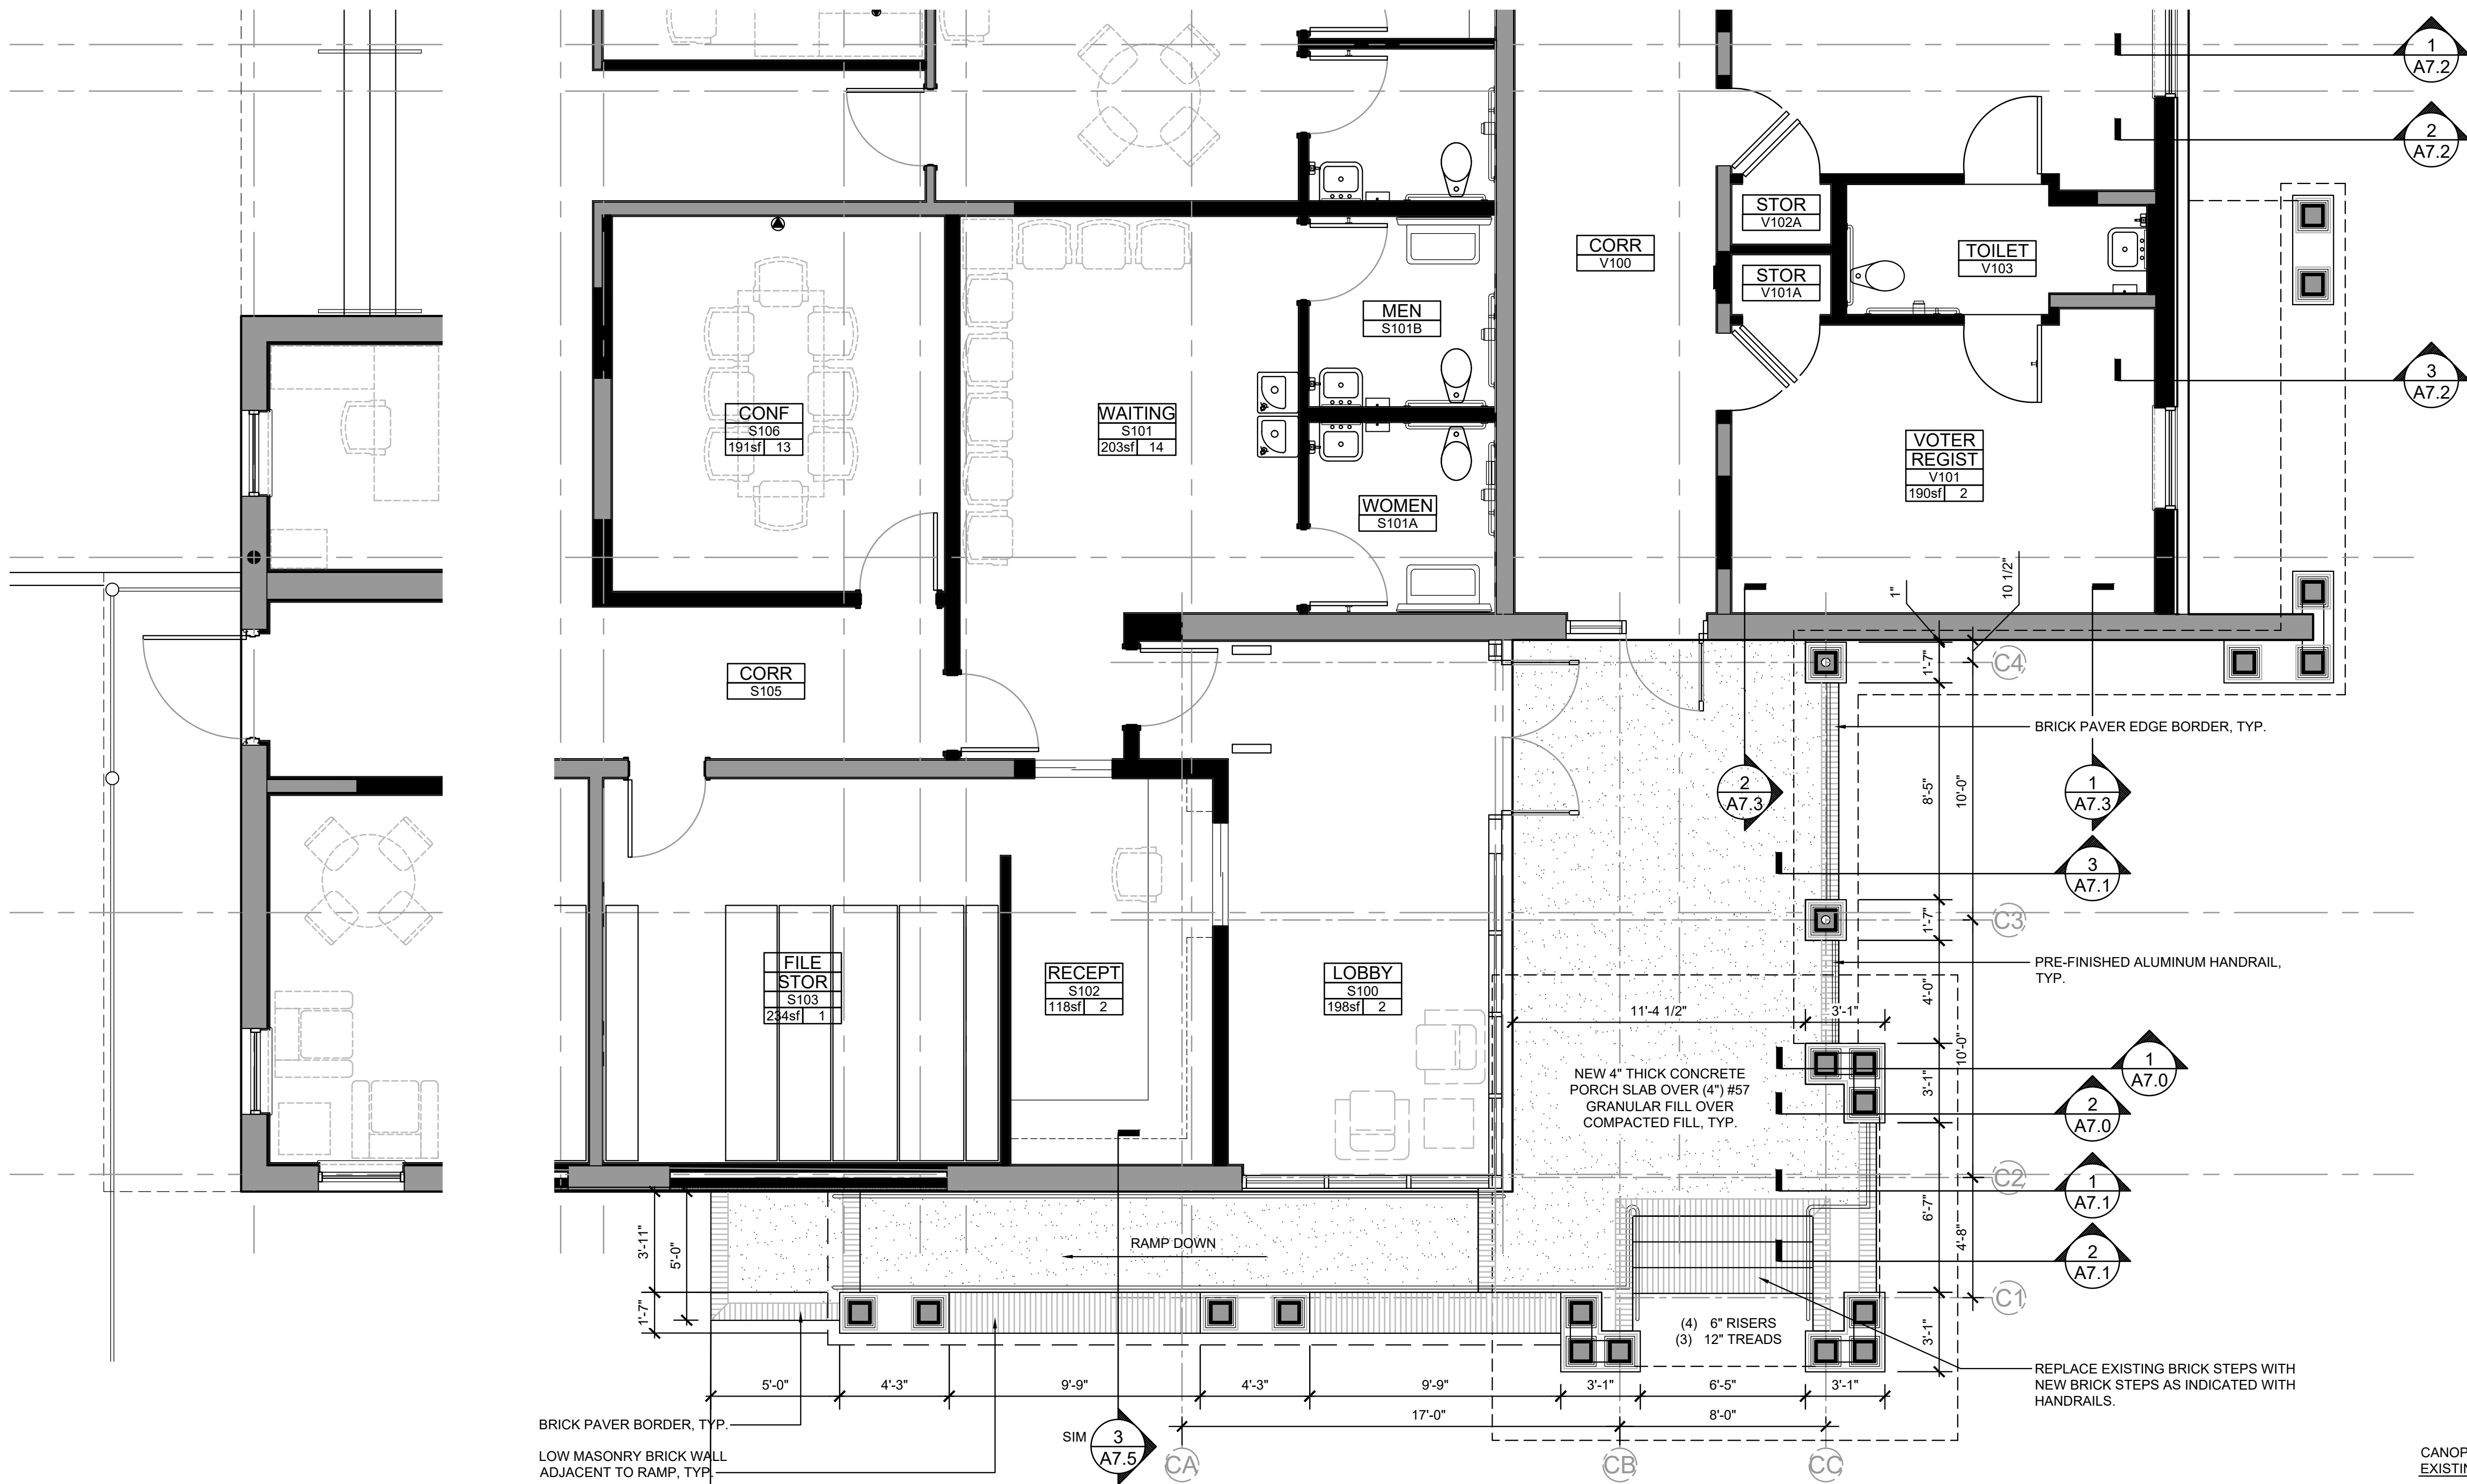 1
A7.2
2
A7.2
STOR
V102A
CORR
V100
TOILET
V103
STOR
V101A
MEN
S101B
3
A7.2
CONF
S106
191sf 13
WAITING
S101
203sf 14
VOTER
REGIST
V101
190sf 2
WOMEN
S101A
1"
10 1/2"
CORR
S105
1'-7"
C4
BRICK PAVER EDGE BORDER, TYP.
2
A7.3
8'-5"
10'-0"
1
A7.3
3
A7.1
1'-7"
C3
FILE
STOR
S103
234sf 1
RECEPT
S102
118sf 2
LOBBY
S100
198sf 2
PRE-FINISHED ALUMINUM HANDRAIL,
TYP.
4'-0"
11'-4 1/2"
3'-1"
10'-0"
NEW 4" THICK CONCRETE
PORCH SLAB OVER (4") #57
GRANULAR FILL OVER
COMPACTED FILL, TYP.
3'-1"
1
A7.0
2
A7.0
C2
1
A7.1
6'-7"
4'-8"
3'-11"
5'-0"
RAMP DOWN
2
A7.1
1'-7"
C1
(4) 6" RISERS
(3) 12" TREADS
3'-1"
REPLACE EXISTING BRICK STEPS WITH
NEW BRICK STEPS AS INDICATED WITH
HANDRAILS.
5'-0"
4'-3"
9'-9"
4'-3"
9'-9"
3'-1"
6'-5"
3'-1"
17'-0"
8'-0"
BRICK PAVER BORDER, TYP.
SIM
3
A7.5
CA
CB
CC
LOW MASONRY BRICK WALL
ADJACENT TO RAMP, TYP.
CANOP
EXISTIN